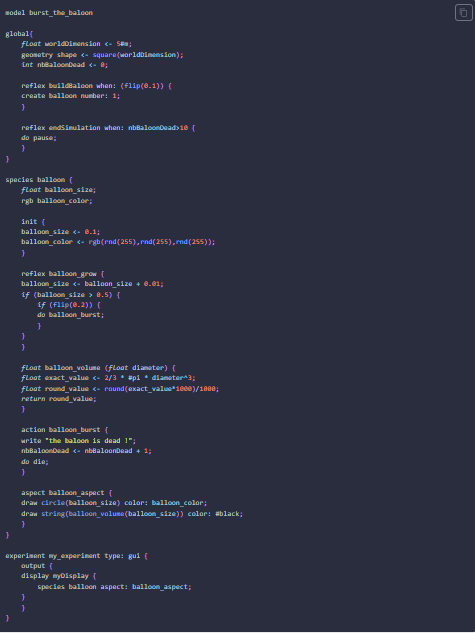 model burst_the_baloon
global{
float worldDimension <- 5#m;
geometry shape <- square(worldDimension);
int nbBaloonDead <- 0;
reflex buildBaloon when: (flip(0.1)) {
create balloon number: 1;
}
reflex endSimulation when: nbBaloonDead>10 {
do pause;
}
}
species balloon {
float balloon_size;
rgb balloon_color;
init {
balloon_size <- 0.1;
balloon_color <- rgb(rnd(255),rnd(255),rnd(255));
}
reflex balloon_grow {
balloon_size <- balloon_size + 0.01;
if (balloon_size > 0.5) {
if (flip(0.2)) {
do balloon_burst;
}
}
}
float balloon_volume (float diameter) {
float exact_value <- 2/3 * #pi * diameter^3;
float round_value <- round(exact_value*1000)/1000;
return round_value;
}
action balloon_burst {
write "the baloon is dead !";
nbBaloonDead <- nbBaloonDead + 1;
do die;
}
aspect balloon_aspect {
draw circle(balloon_size) color: balloon_color;
draw string(balloon_volume(balloon_size)) color: #black;
}
}
experiment my_experiment type: gui {
output {
display myDisplay {
species balloon aspect: balloon_aspect;
}
}
}